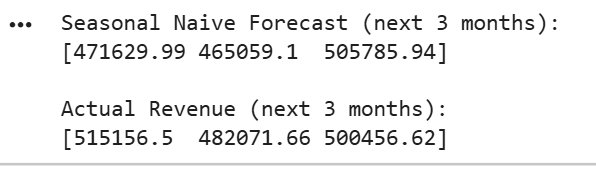 Seasonal Naive Forecast (next 3 months):
[471629.99 465059.1  505785.94]
Actual Revenue (next 3 months):
[515156.5  482071.66 500456.62]